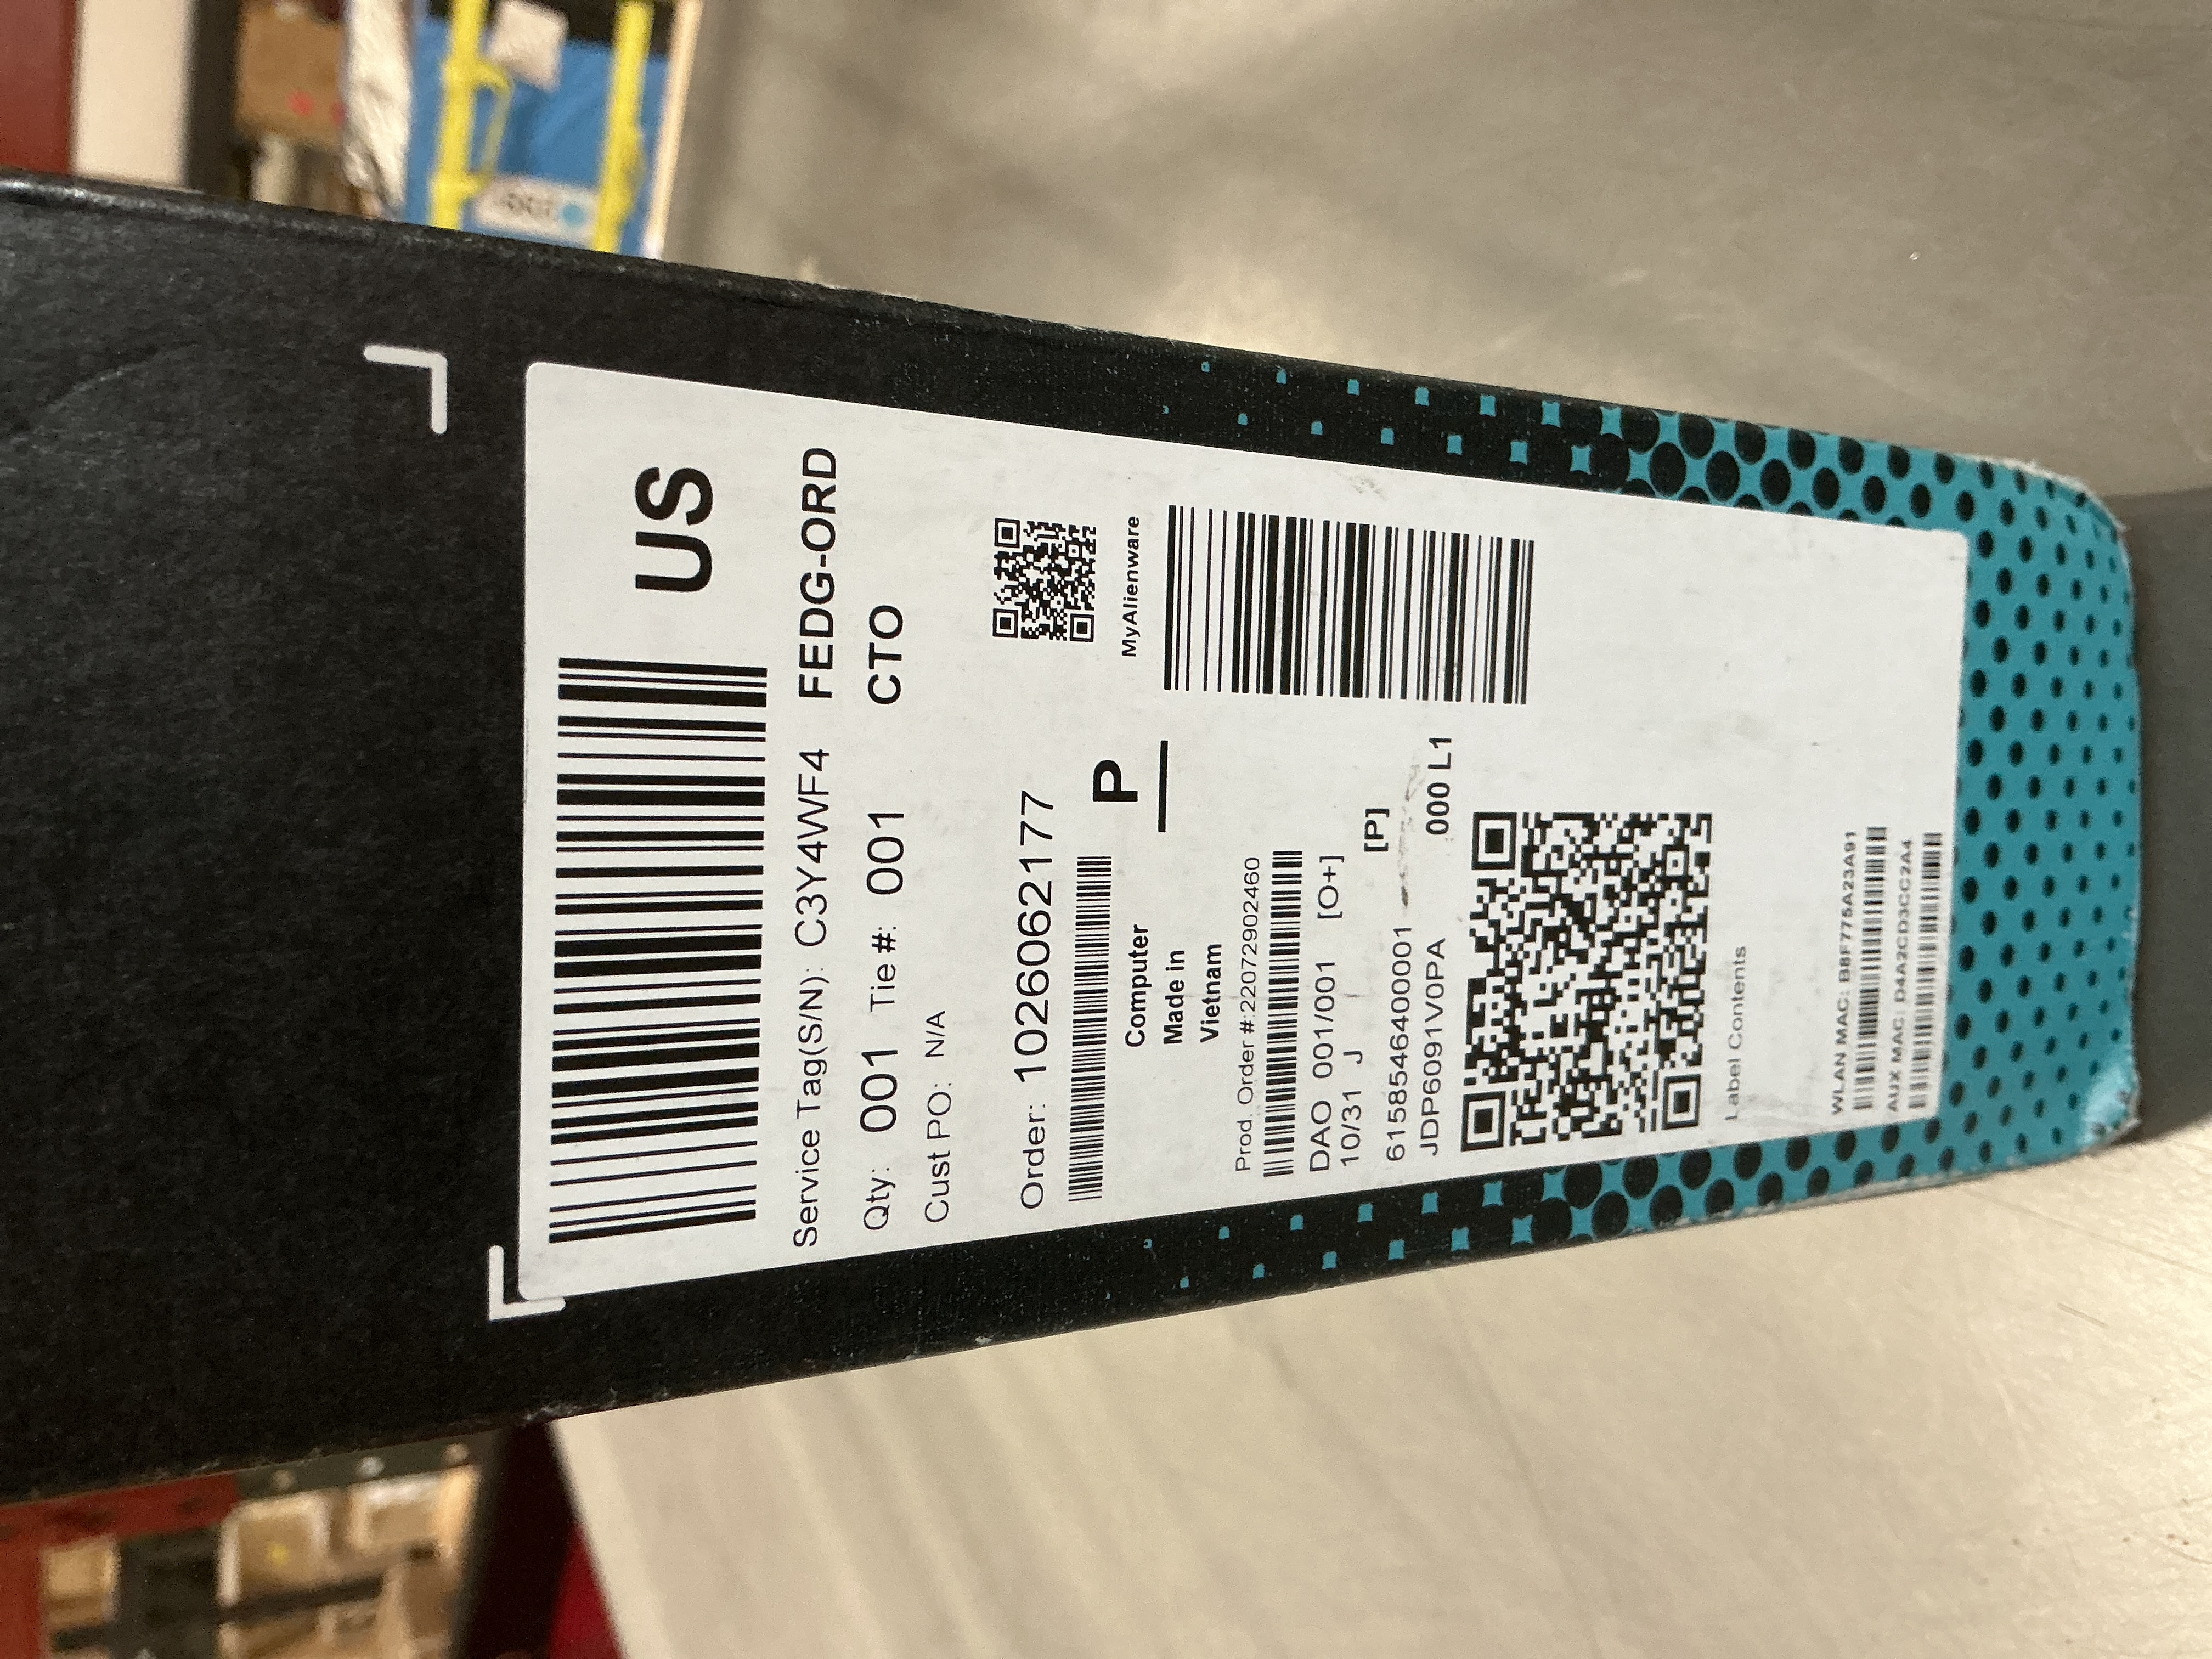 US
Service Tag(S/N): C3Y4WF4 FEDG-ORD
Qty: 001 Tie #: 001 CTO
Cust PO: N/A
Order: 1026062177
MyAlienware
P
Computer
Made in
Vietnam
Prod. Order #:220729902460
DAO 001/001 [O+]
10/31 J
[P]
6158546400001
JDP6091V0PA 000 L1
Label Contents
WLAN MAC: B8F775A23A91
AUX MAC: D4A2CD3CC2A4